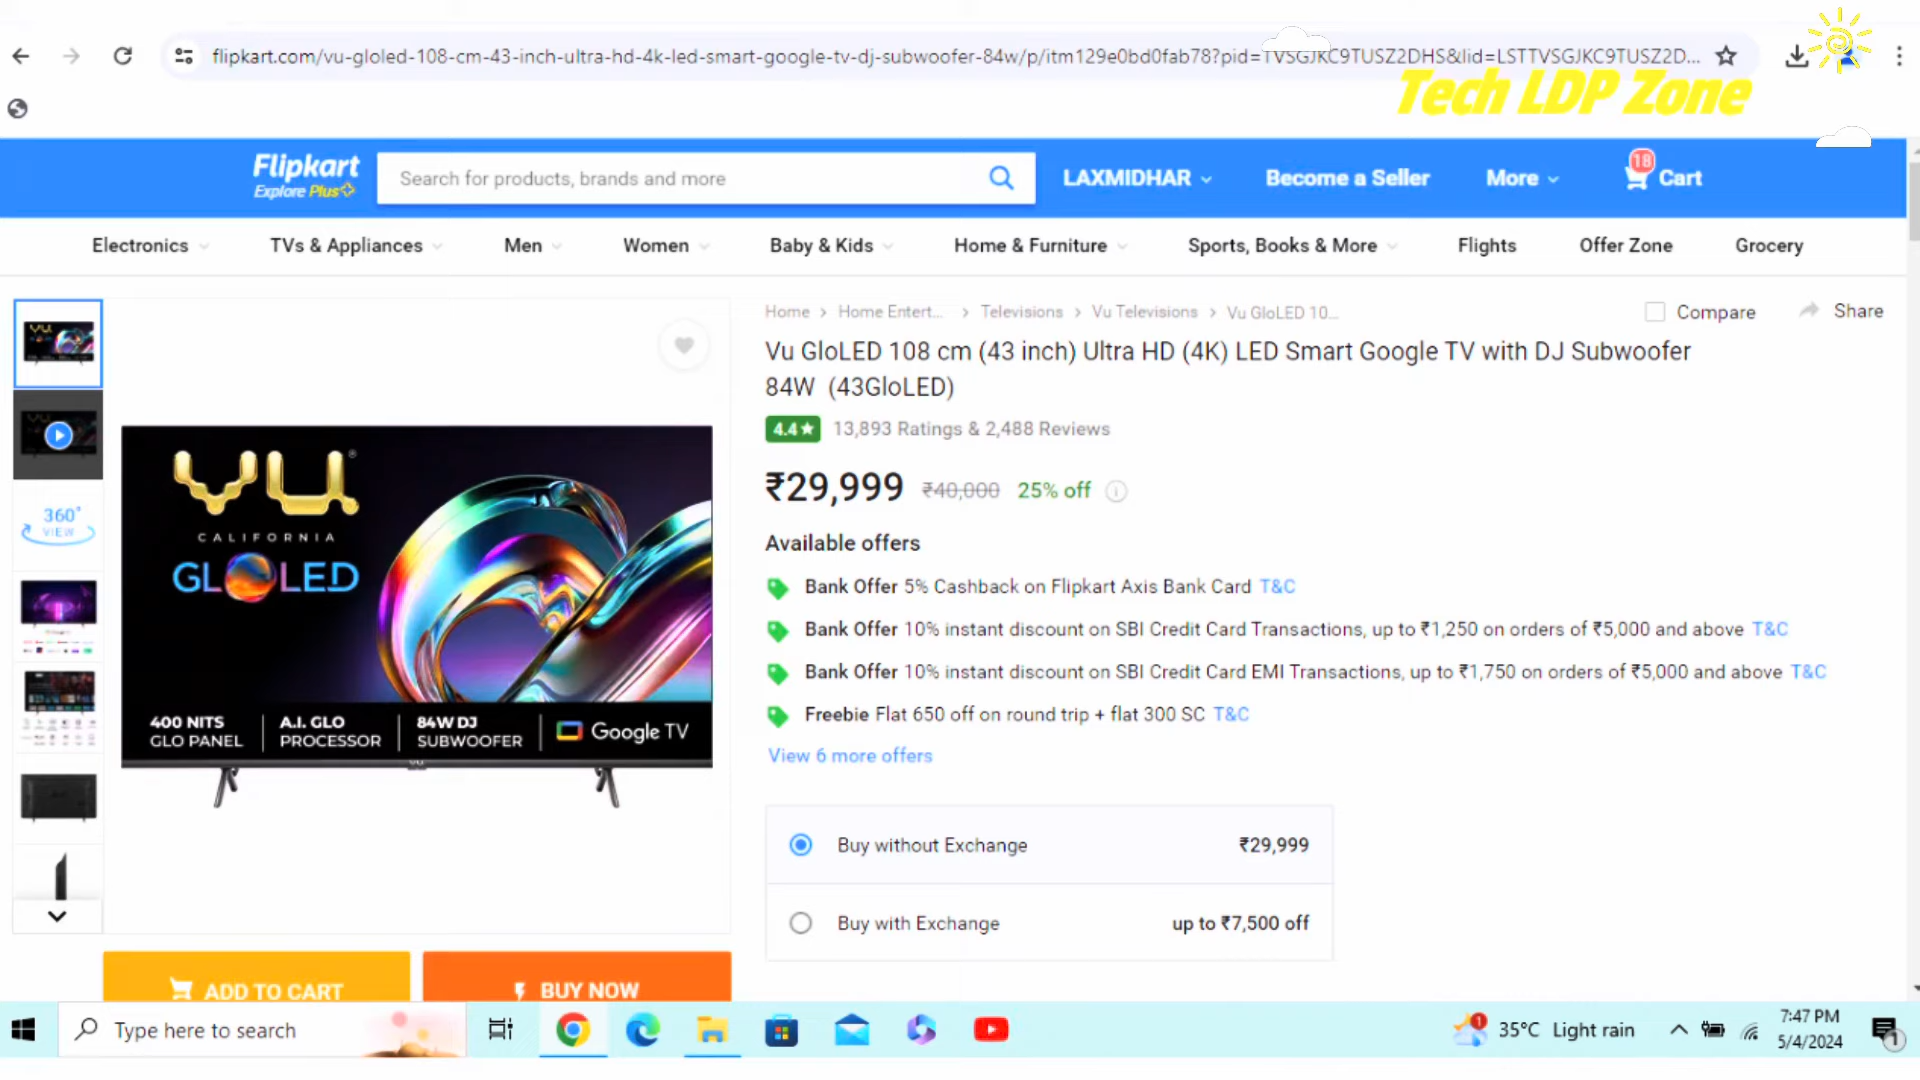 flipkart.com/vu-gloled-108-cm-43-inch-ultra-hd-4k-led-smart-google-tv-dj-subwoofer-84w/p/itm129e0bd0fab78?pid=TVSGJKC9TUSZ2DHS&lid=LSTTVSGJKC9TUSZ2D...
Tech LDP Zone
Flipkart
Explore Plus
Search for products, brands and more
LAXMIDHAR
Become a Seller
More
18
Cart
Electronics
TVs & Appliances
Men
Women
Baby & Kids
Home & Furniture
Sports, Books & More
Flights
Offer Zone
Grocery
Home > Home Entert... > Televisions > Vu Televisions > Vu GloLED 10...
Compare
Share
Vu GloLED 108 cm (43 inch) Ultra HD (4K) LED Smart Google TV with DJ Subwoofer
84W (43GloLED)
4.4★ 13,893 Ratings & 2,488 Reviews
₹29,999 ₹40,000 25% off
Available offers
Bank Offer 5% Cashback on Flipkart Axis Bank Card T&C
Bank Offer 10% instant discount on SBI Credit Card Transactions, up to ₹1,250 on orders of ₹5,000 and above T&C
Bank Offer 10% instant discount on SBI Credit Card EMI Transactions, up to ₹1,750 on orders of ₹5,000 and above T&C
Freebie Flat 650 off on round trip + flat 300 SC T&C
View 6 more offers
Buy without Exchange ₹29,999
Buy with Exchange up to ₹7,500 off
360°
VIEW
VU®
CALIFORNIA
GLOLED
400 NITS
GLO PANEL
A.I. GLO
PROCESSOR
84W DJ
SUBWOOFER
Google TV
ADD TO CART
BUY NOW
Type here to search
1
35°C Light rain
7:47 PM
5/4/2024
1